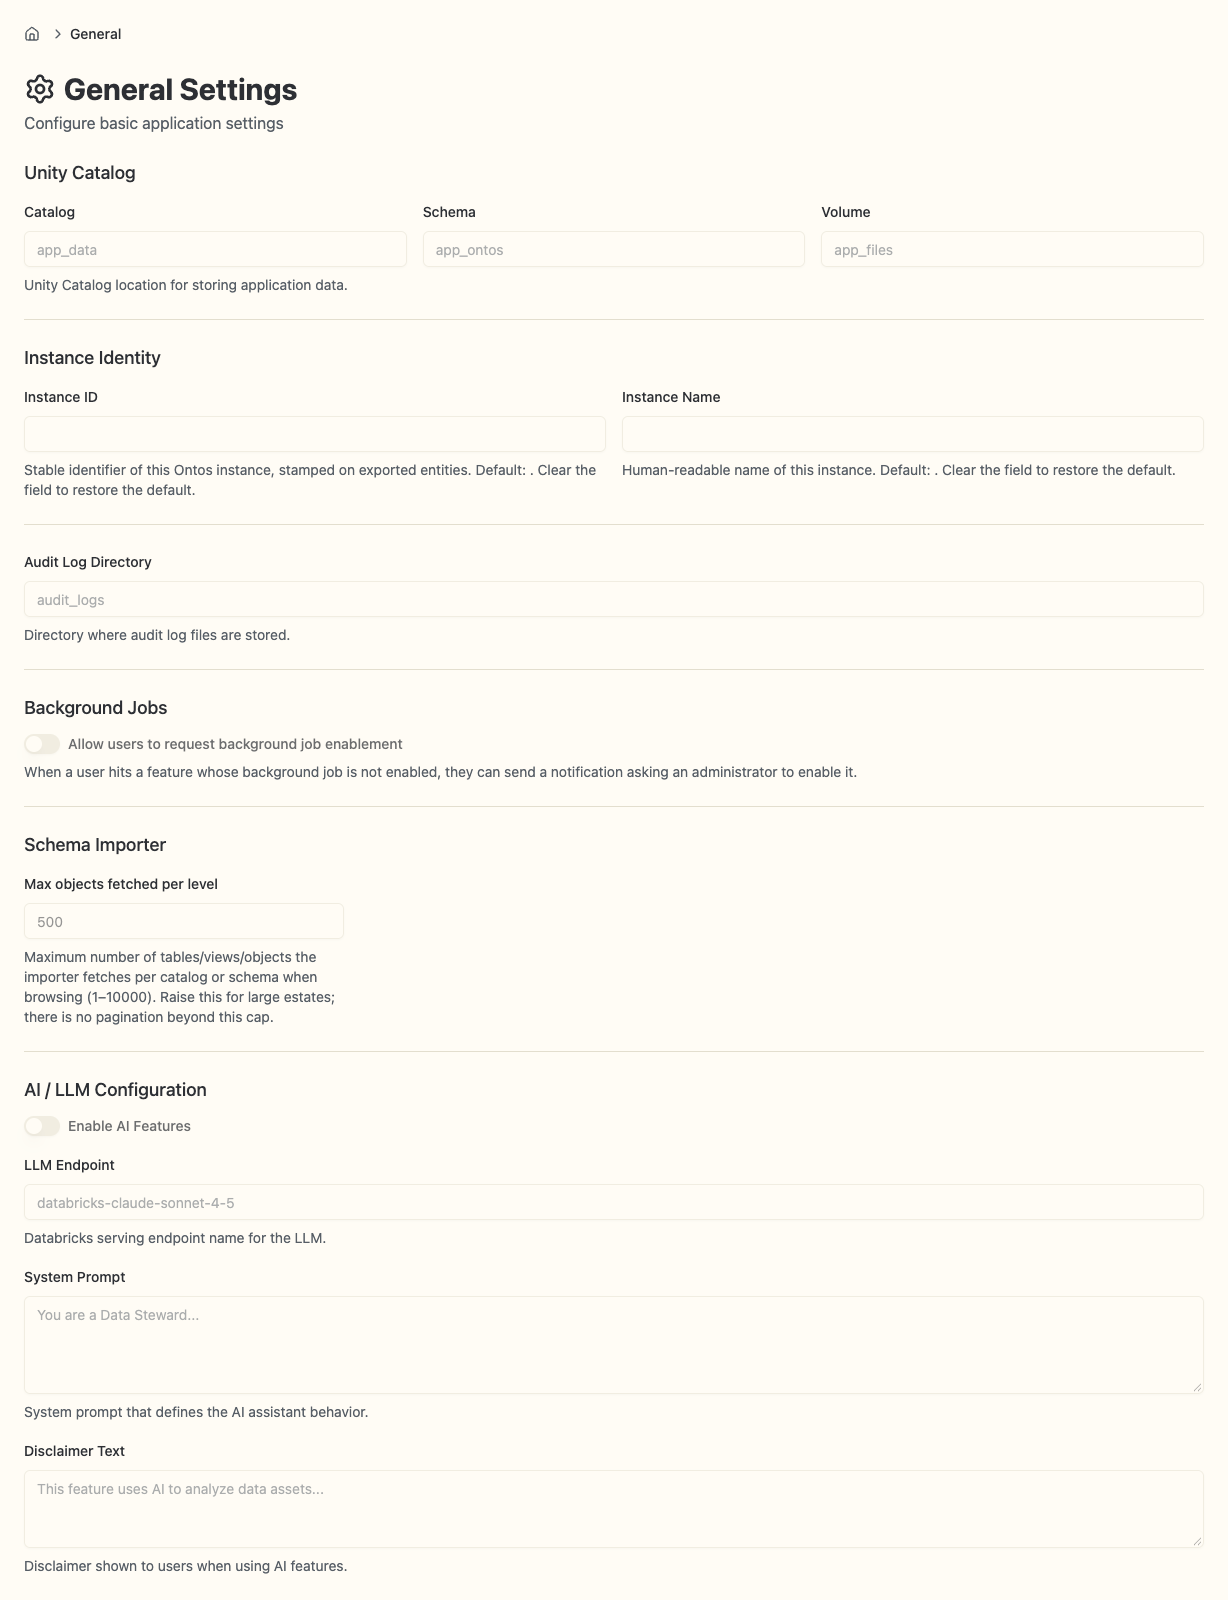 General
General Settings
Configure basic application settings
Unity Catalog
Catalog
Schema
Volume
app_data
app_ontos
app_files
Unity Catalog location for storing application data.
Instance Identity
Instance ID
Instance Name
Stable identifier of this Ontos instance, stamped on exported entities. Default: . Clear the
field to restore the default.
Human-readable name of this instance. Default: . Clear the field to restore the default.
Audit Log Directory
audit_logs
Directory where audit log files are stored.
Background Jobs
Allow users to request background job enablement
When a user hits a feature whose background job is not enabled, they can send a notification asking an administrator to enable it.
Schema Importer
Max objects fetched per level
500
Maximum number of tables/views/objects the
importer fetches per catalog or schema when
browsing (1–10000). Raise this for large estates;
there is no pagination beyond this cap.
AI / LLM Configuration
Enable AI Features
LLM Endpoint
databricks-claude-sonnet-4-5
Databricks serving endpoint name for the LLM.
System Prompt
You are a Data Steward...
System prompt that defines the AI assistant behavior.
Disclaimer Text
This feature uses AI to analyze data assets...
Disclaimer shown to users when using AI features.